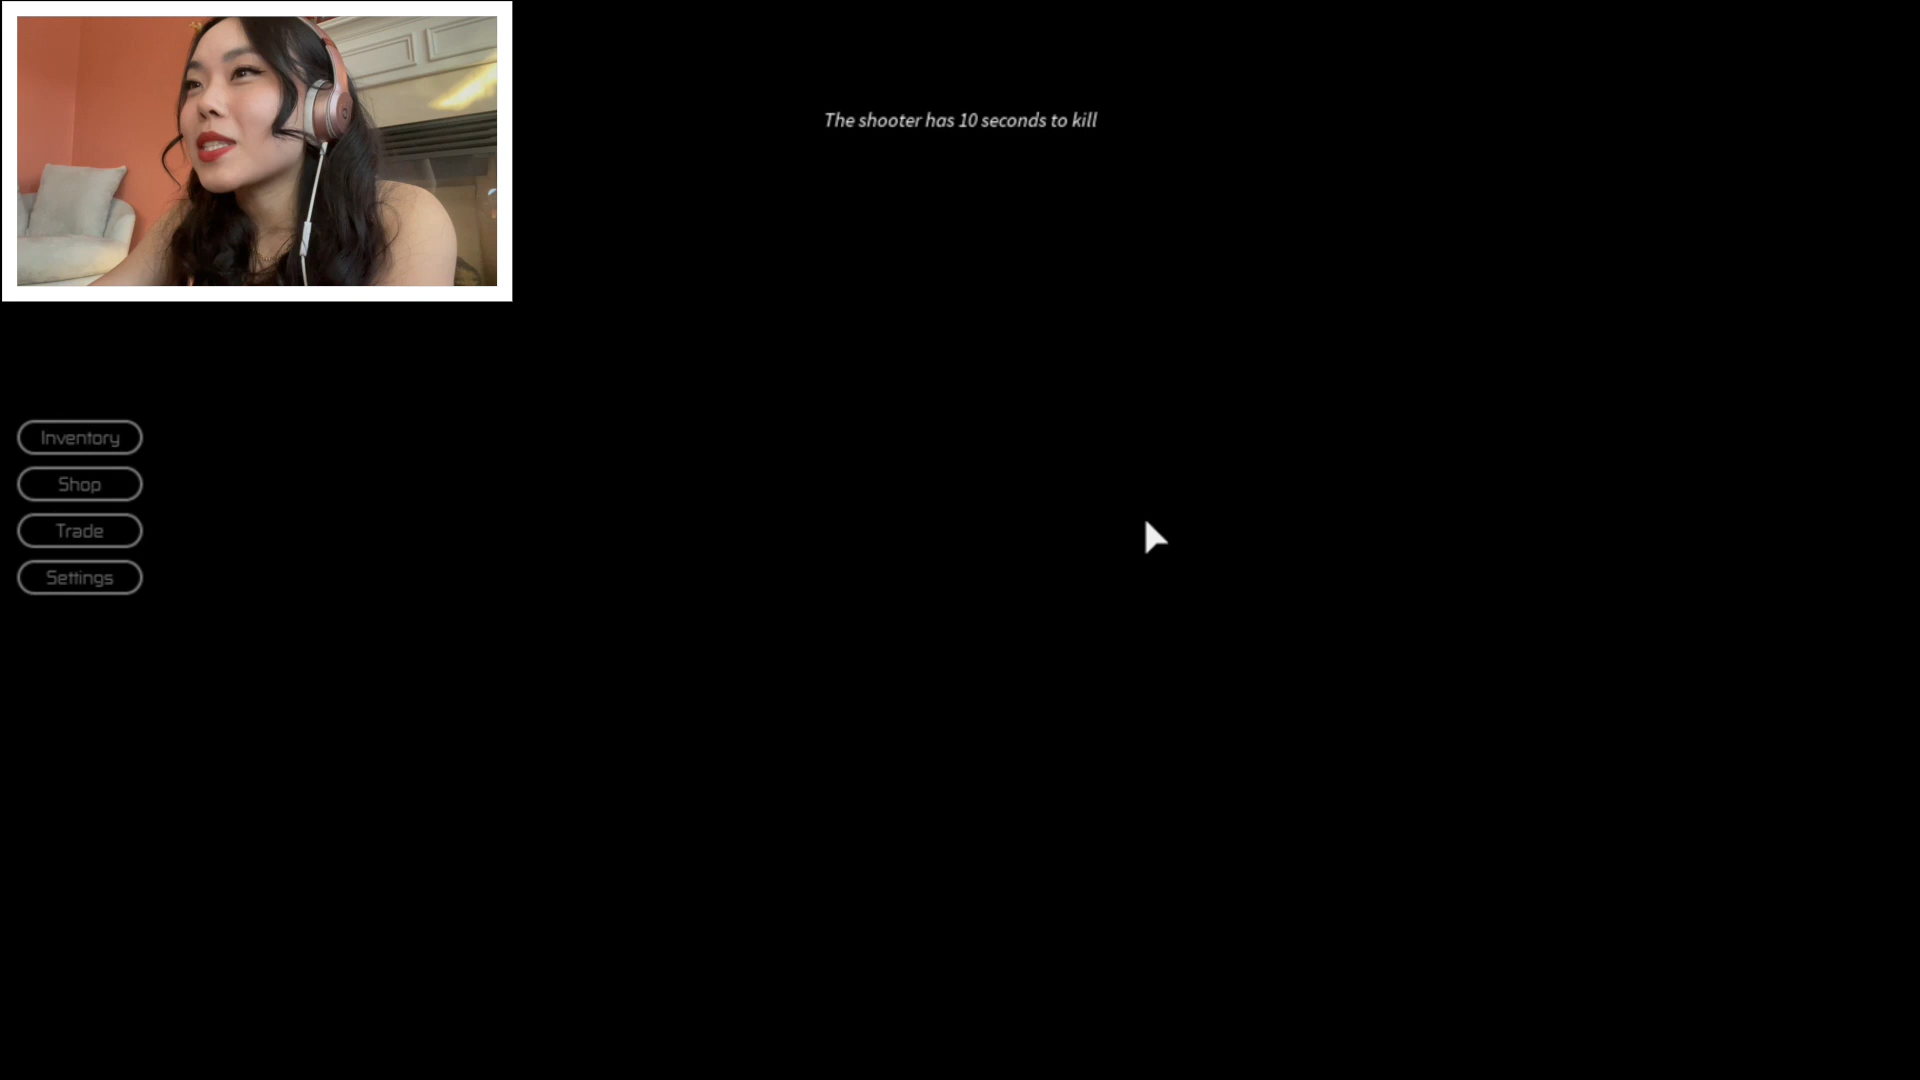 The shooter has 10 seconds to kill
Inventory
Shop
Trade
Settings